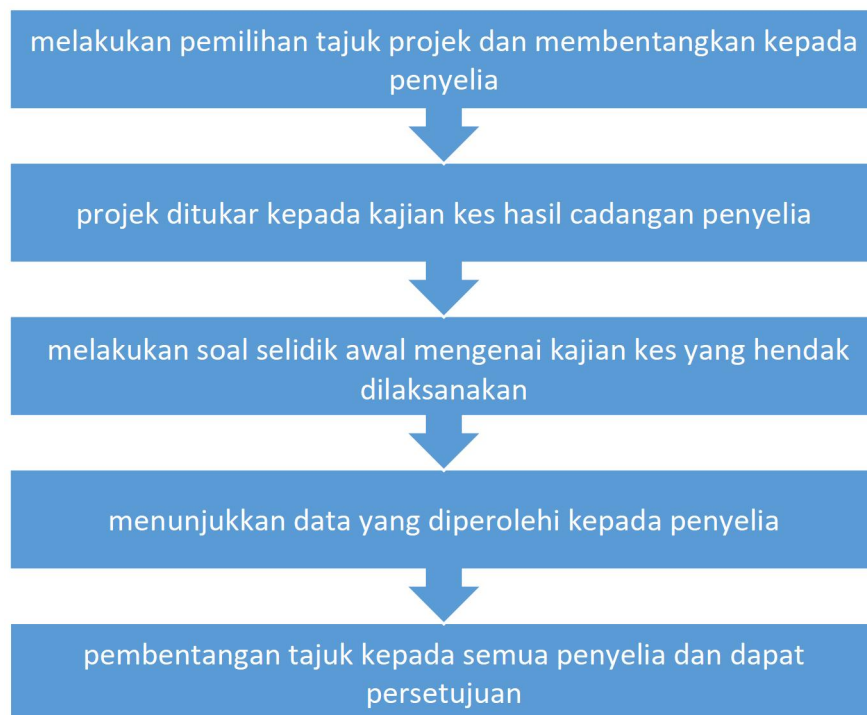 melakukan pemilihan tajuk projek dan membentangkan kepada
penyelia
projek ditukar kepada kajian kes hasil cadangan penyelia
melakukan soal selidik awal mengenai kajian kes yang hendak
dilaksanakan
menunjukkan data yang diperolehi kepada penyelia
pembentangan tajuk kepada semua penyelia dan dapat
persetujuan